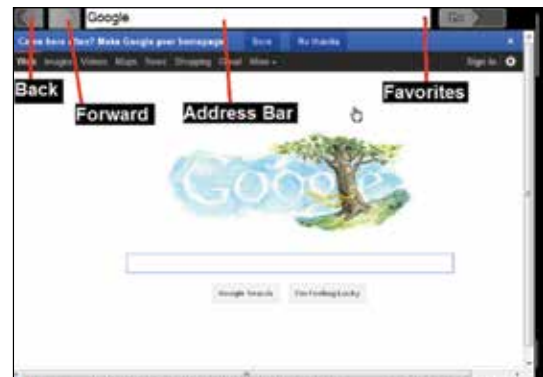 Google Go
Come here often? Make Google your homepage Sure No thanks ×
Web Images Videos Maps News Shopping Gmail More Sign in
Back Favorites
Forward Address Bar
Google
Google Search I'm Feeling Lucky